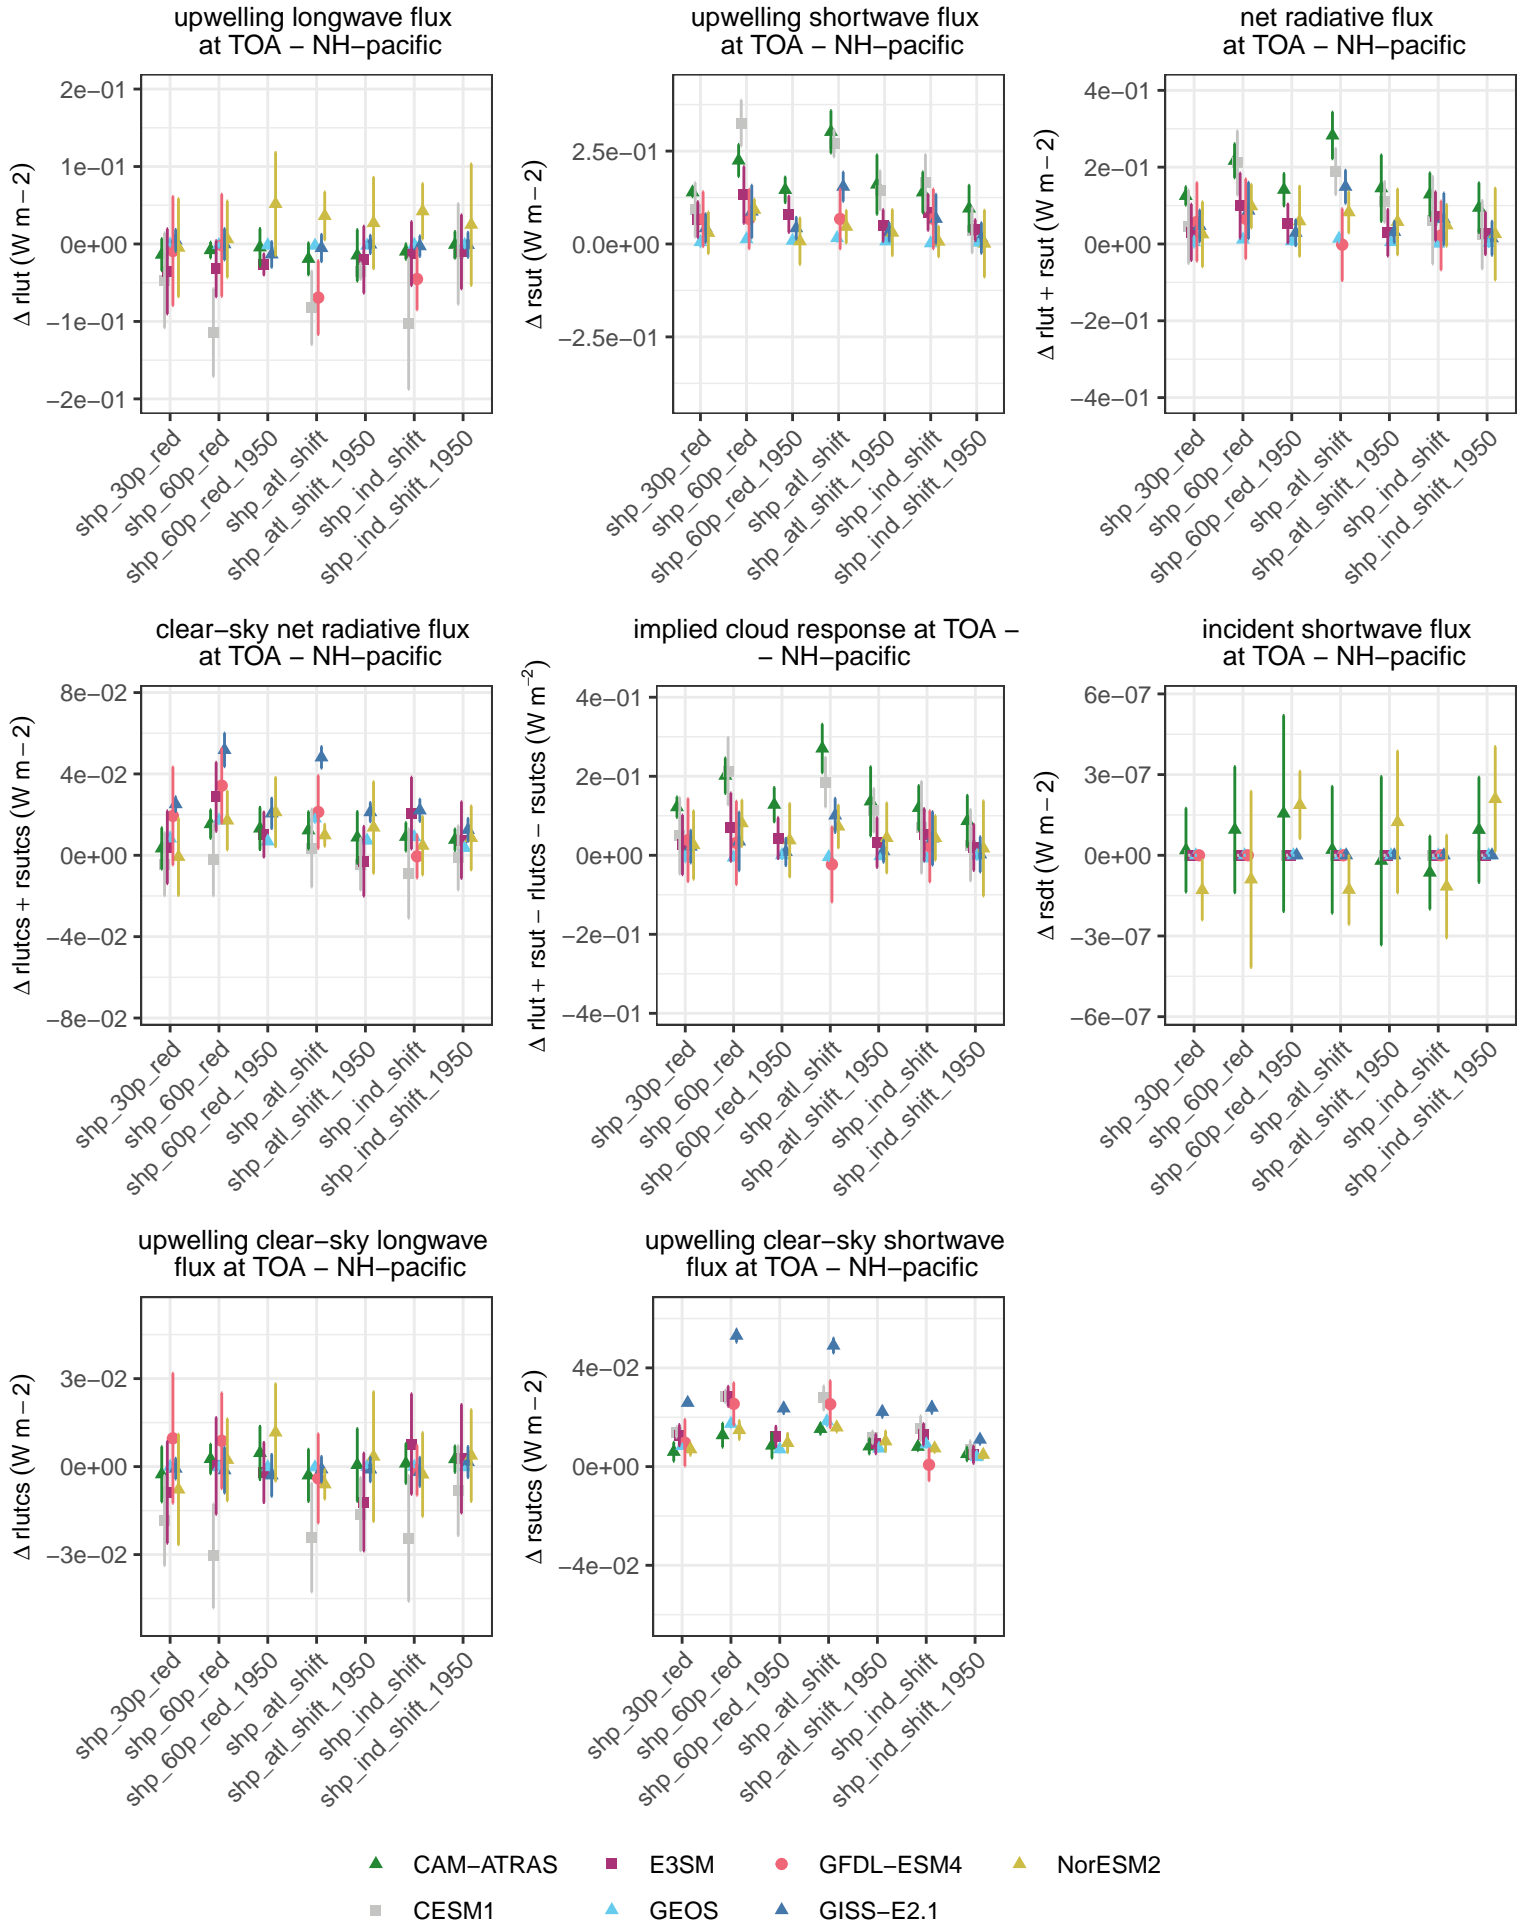 upwelling longwave flux
at TOA − NH−pacific
Δ rlut (W m − 2)
2e−01
1e−01
0e+00
−1e−01
−2e−01
shp_30p_red
shp_60p_red
shp_60p_red_1950
shp_atl_shift
shp_atl_shift_1950
shp_ind_shift
shp_ind_shift_1950
upwelling shortwave flux
at TOA − NH−pacific
Δ rsut (W m − 2)
2.5e−01
0.0e+00
−2.5e−01
shp_30p_red
shp_60p_red
shp_60p_red_1950
shp_atl_shift
shp_atl_shift_1950
shp_ind_shift
shp_ind_shift_1950
net radiative flux
at TOA − NH−pacific
Δ rlut + rsut (W m − 2)
4e−01
2e−01
0e+00
−2e−01
−4e−01
shp_30p_red
shp_60p_red
shp_60p_red_1950
shp_atl_shift
shp_atl_shift_1950
shp_ind_shift
shp_ind_shift_1950
clear−sky net radiative flux
at TOA − NH−pacific
Δ rlutcs + rsutcs (W m − 2)
8e−02
4e−02
0e+00
−4e−02
−8e−02
shp_30p_red
shp_60p_red
shp_60p_red_1950
shp_atl_shift
shp_atl_shift_1950
shp_ind_shift
shp_ind_shift_1950
implied cloud response at TOA −
− NH−pacific
Δ rlut + rsut − rlutcs − rsutcs (W m⁻²)
4e−01
2e−01
0e+00
−2e−01
−4e−01
shp_30p_red
shp_60p_red
shp_60p_red_1950
shp_atl_shift
shp_atl_shift_1950
shp_ind_shift
shp_ind_shift_1950
incident shortwave flux
at TOA − NH−pacific
Δ rsdt (W m − 2)
6e−07
3e−07
0e+00
−3e−07
−6e−07
shp_30p_red
shp_60p_red
shp_60p_red_1950
shp_atl_shift
shp_atl_shift_1950
shp_ind_shift
shp_ind_shift_1950
upwelling clear−sky longwave
flux at TOA − NH−pacific
Δ rlutcs (W m − 2)
3e−02
0e+00
−3e−02
shp_30p_red
shp_60p_red
shp_60p_red_1950
shp_atl_shift
shp_atl_shift_1950
shp_ind_shift
shp_ind_shift_1950
upwelling clear−sky shortwave
flux at TOA − NH−pacific
Δ rsutcs (W m − 2)
4e−02
0e+00
−4e−02
shp_30p_red
shp_60p_red
shp_60p_red_1950
shp_atl_shift
shp_atl_shift_1950
shp_ind_shift
shp_ind_shift_1950
CAM−ATRAS E3SM GFDL−ESM4 NorESM2
CESM1 GEOS GISS−E2.1